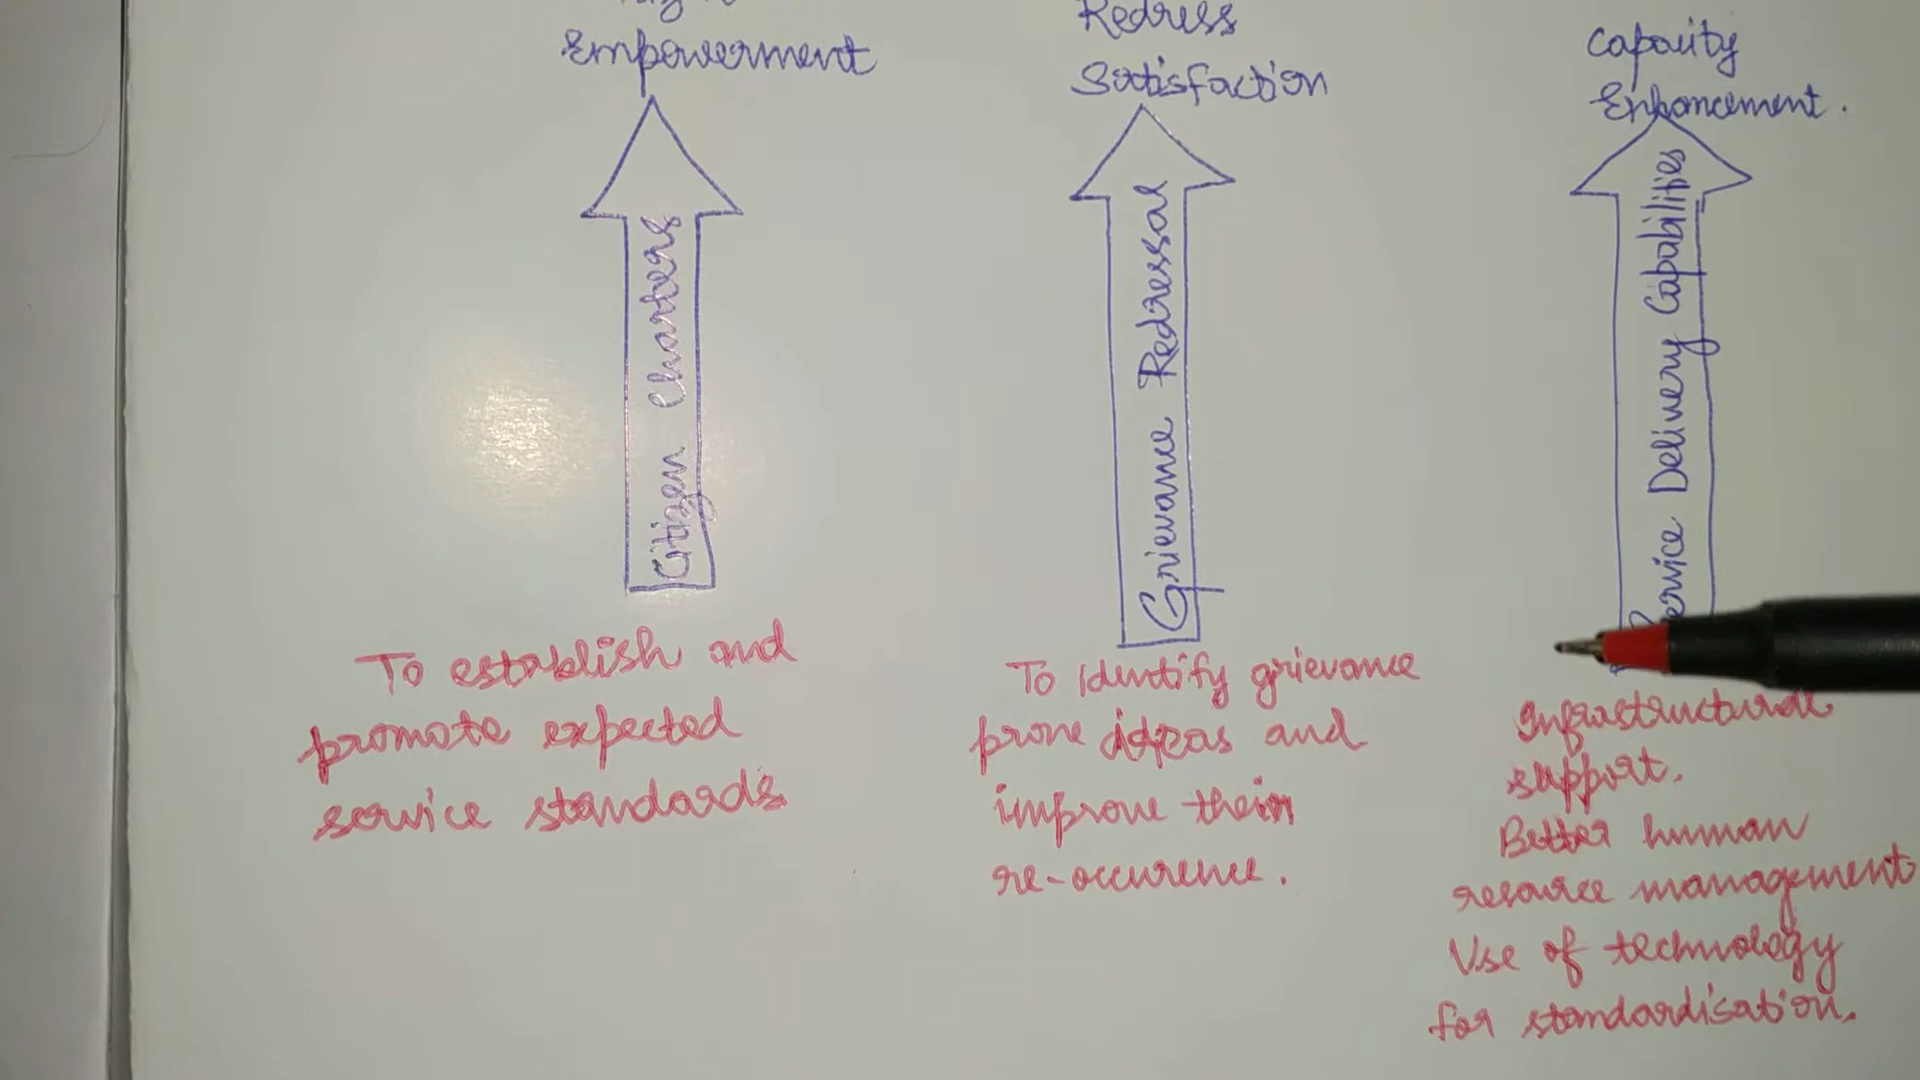 Empowerment
Citizen Charters
To establish and
promote expected
service standards
Redress
Satisfaction
Grievance Redressal
To identify grievance
prone and
improve their
re-occurence.
Capacity
Enhancement.
Service Delivery Capabilities
Infrastructural
support.
Better human
resource management
Use of technology
for standardisation.